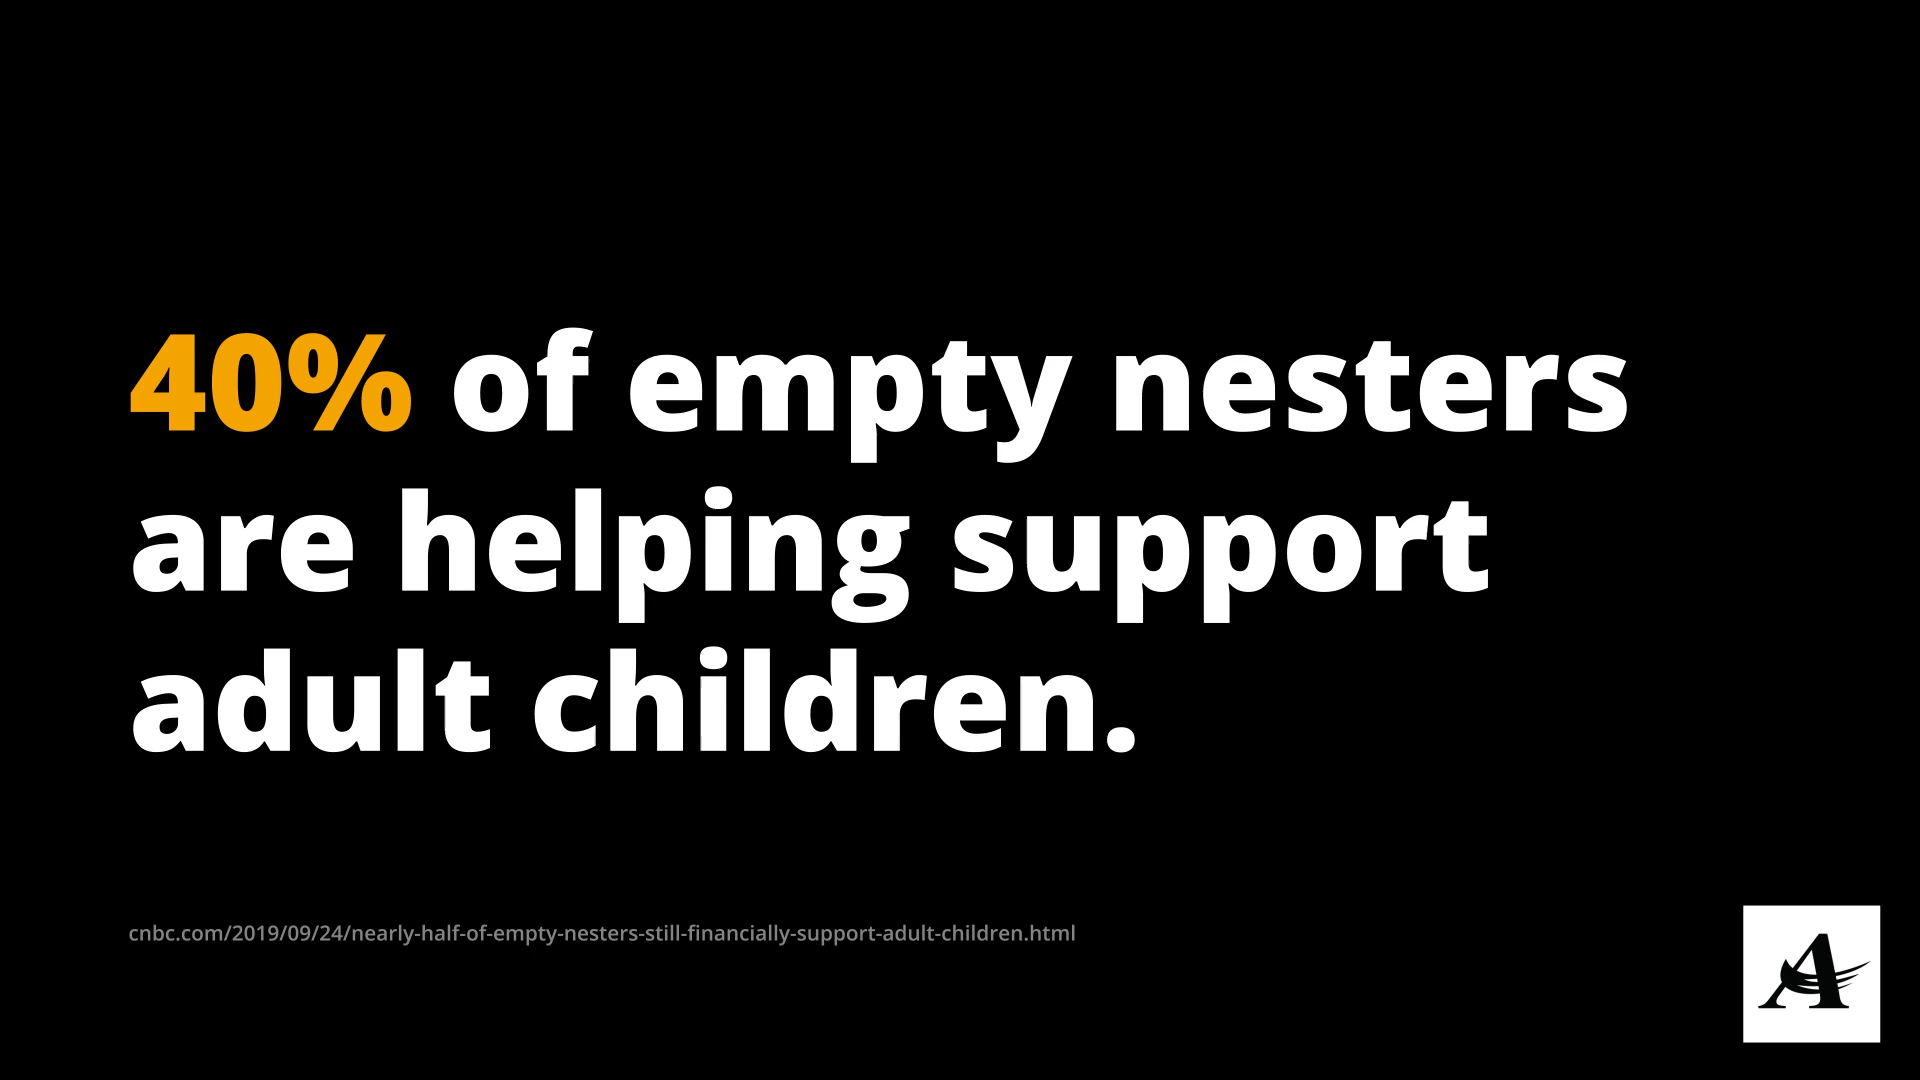 40% of empty nesters
are helping support
adult children.
cnbc.com/2019/09/24/nearly-half-of-empty-nesters-still-financially-support-adult-children.html
A